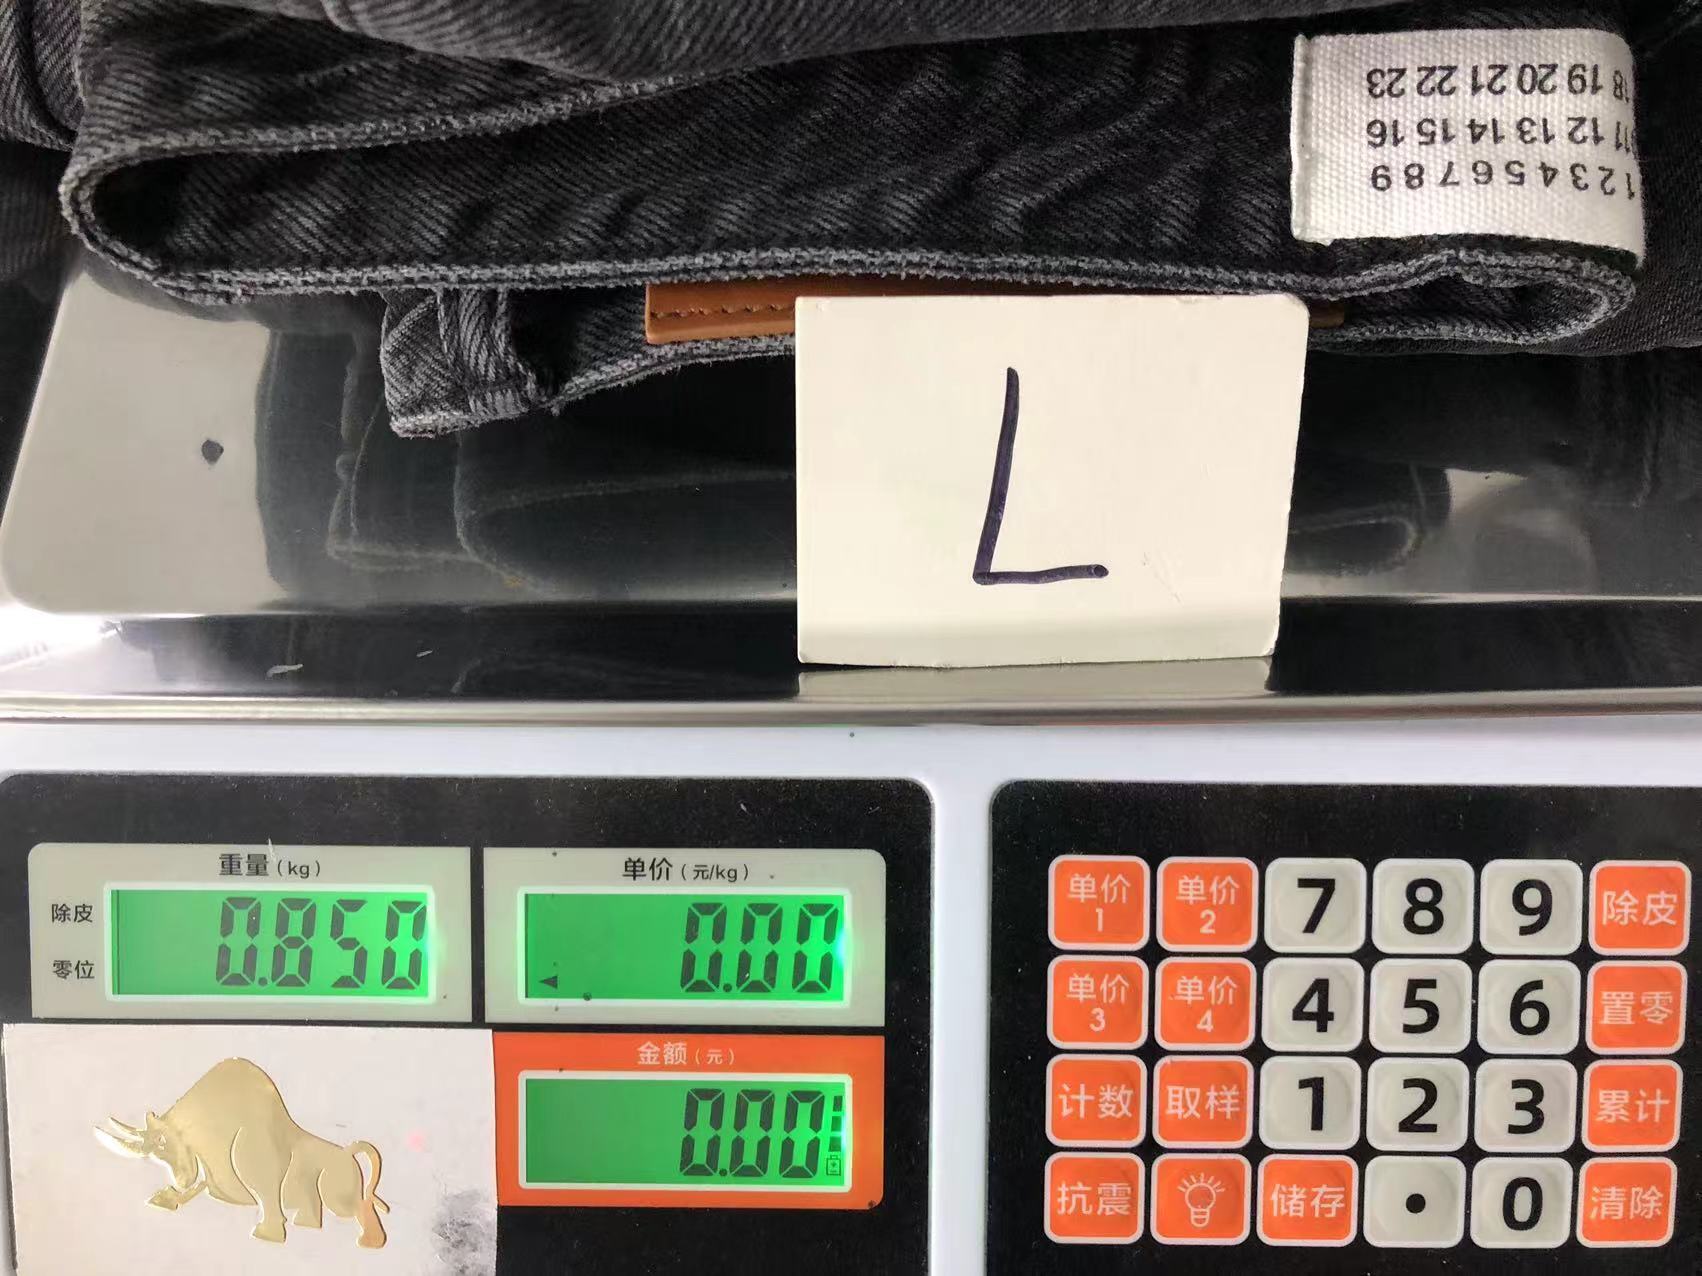 1 2 3 4 5 6 7 8 9
11 12 13 14 15 16
18 19 20 21 22 23
L
重量(kg)
除皮
零位
0.850
单价(元/kg)
0.00
金额(元)
0.00
单价1 单价2 7 8 9 除皮
单价3 单价4 4 5 6 置零
计数 取样 1 2 3 累计
抗震 储存 . 0 清除